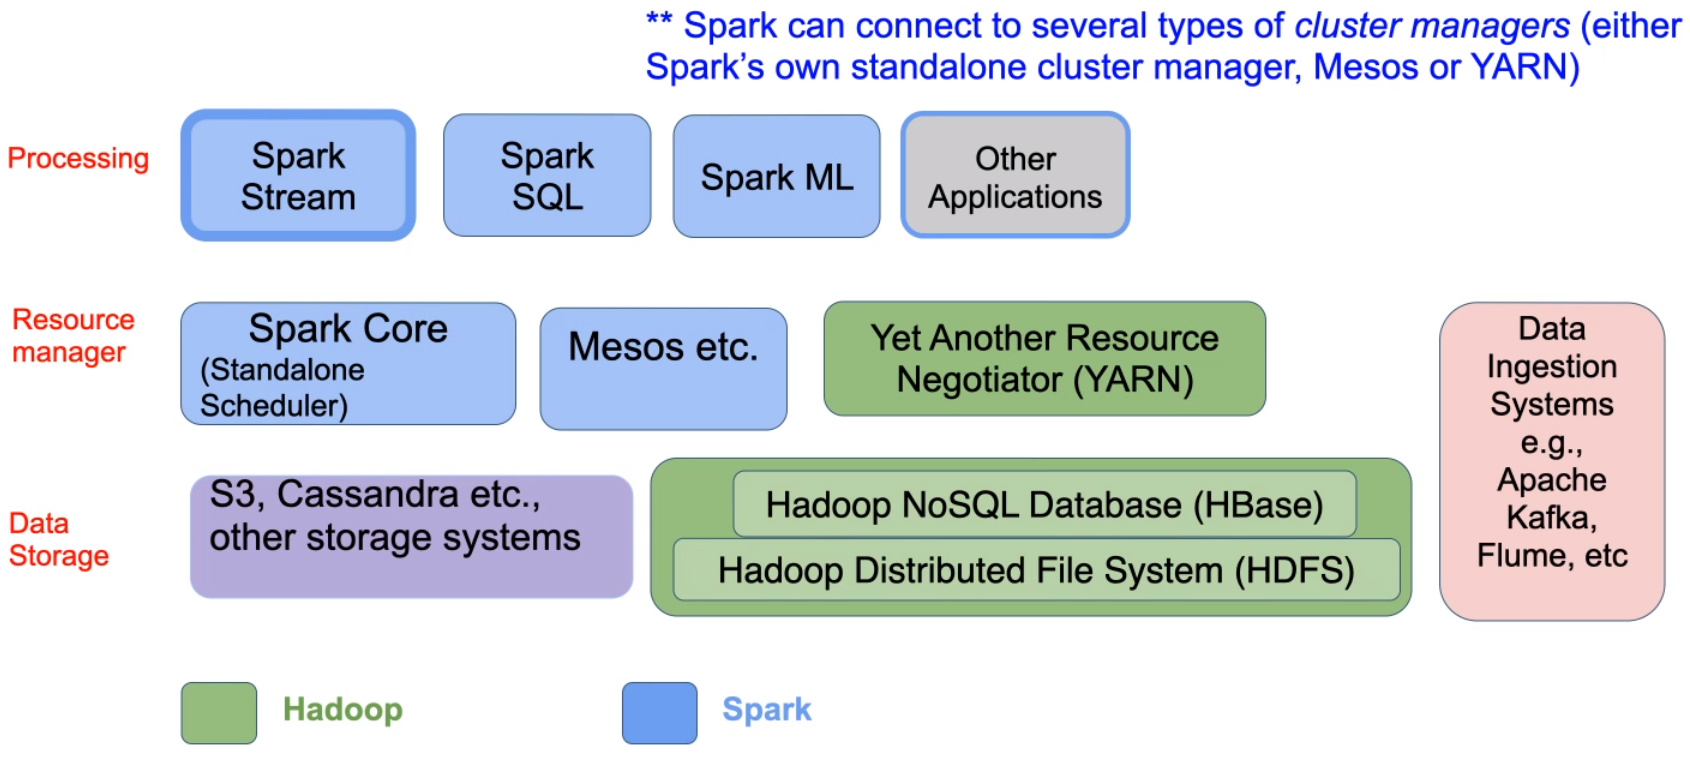 ** Spark can connect to several types of cluster managers (either
Spark’s own standalone cluster manager, Mesos or YARN)
Processing
Spark
Stream
Spark
SQL
Spark ML
Other
Applications
Resource
manager
Spark Core
(Standalone
Scheduler)
Mesos etc.
Yet Another Resource
Negotiator (YARN)
Data
Ingestion
Systems
e.g.,
Apache
Kafka,
Flume, etc
Data
Storage
S3, Cassandra etc.,
other storage systems
Hadoop NoSQL Database (HBase)
Hadoop Distributed File System (HDFS)
Hadoop
Spark